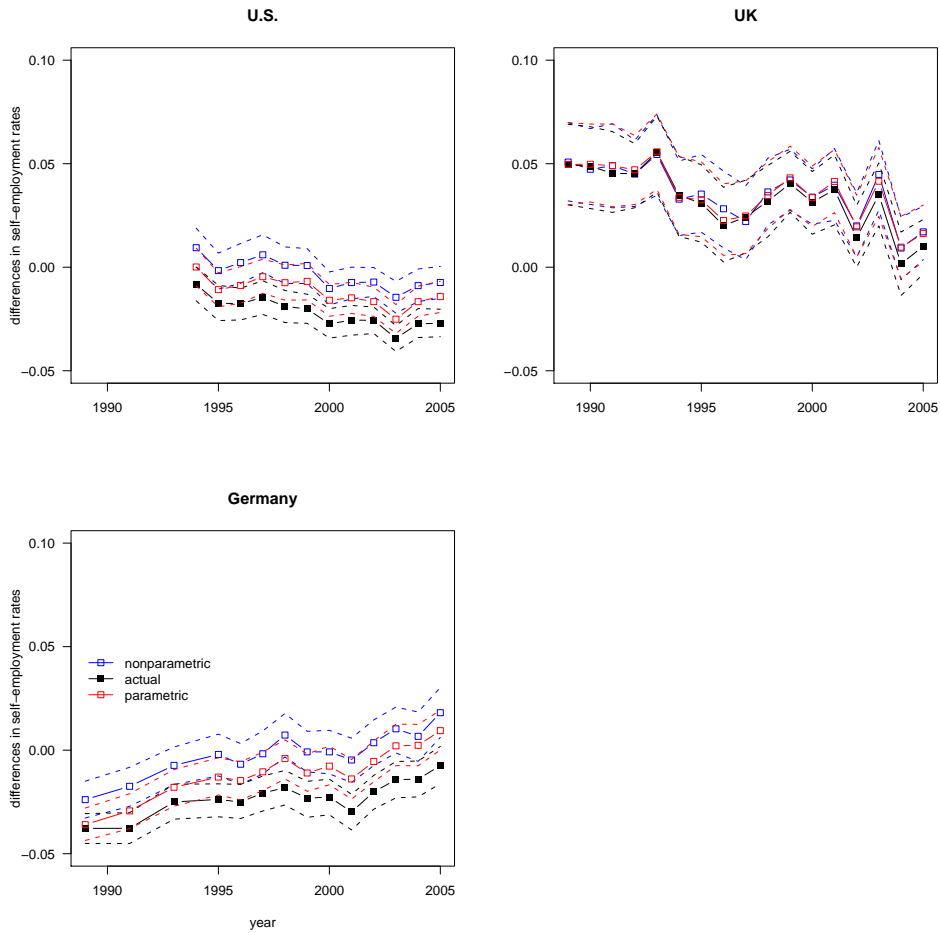 U.S.
differences in self−employment rates
0.10
0.05
0.00
−0.05
1990
1995
2000
2005
UK
0.10
0.05
0.00
−0.05
1990
1995
2000
2005
Germany
differences in self−employment rates
0.10
0.05
0.00
−0.05
nonparametric
actual
parametric
1990
1995
2000
2005
year